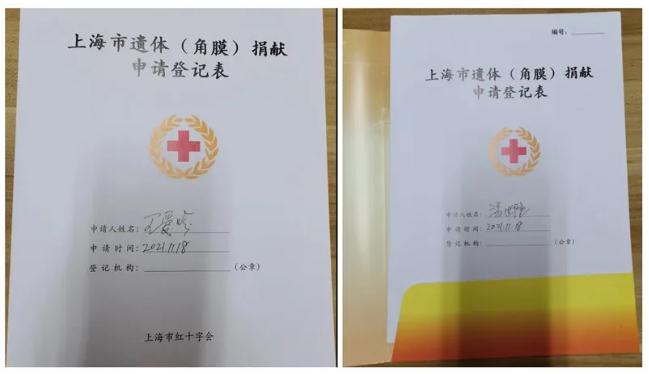 上海市遗体（角膜）捐献
申请登记表
申请人姓名：
申请时间：2021.11.18
登记机构：（公章）
上海市红十字会
编号：
上海市遗体（角膜）捐献
申请登记表
申请人姓名：
申请时间：2021.11.18
登记机构：（公章）